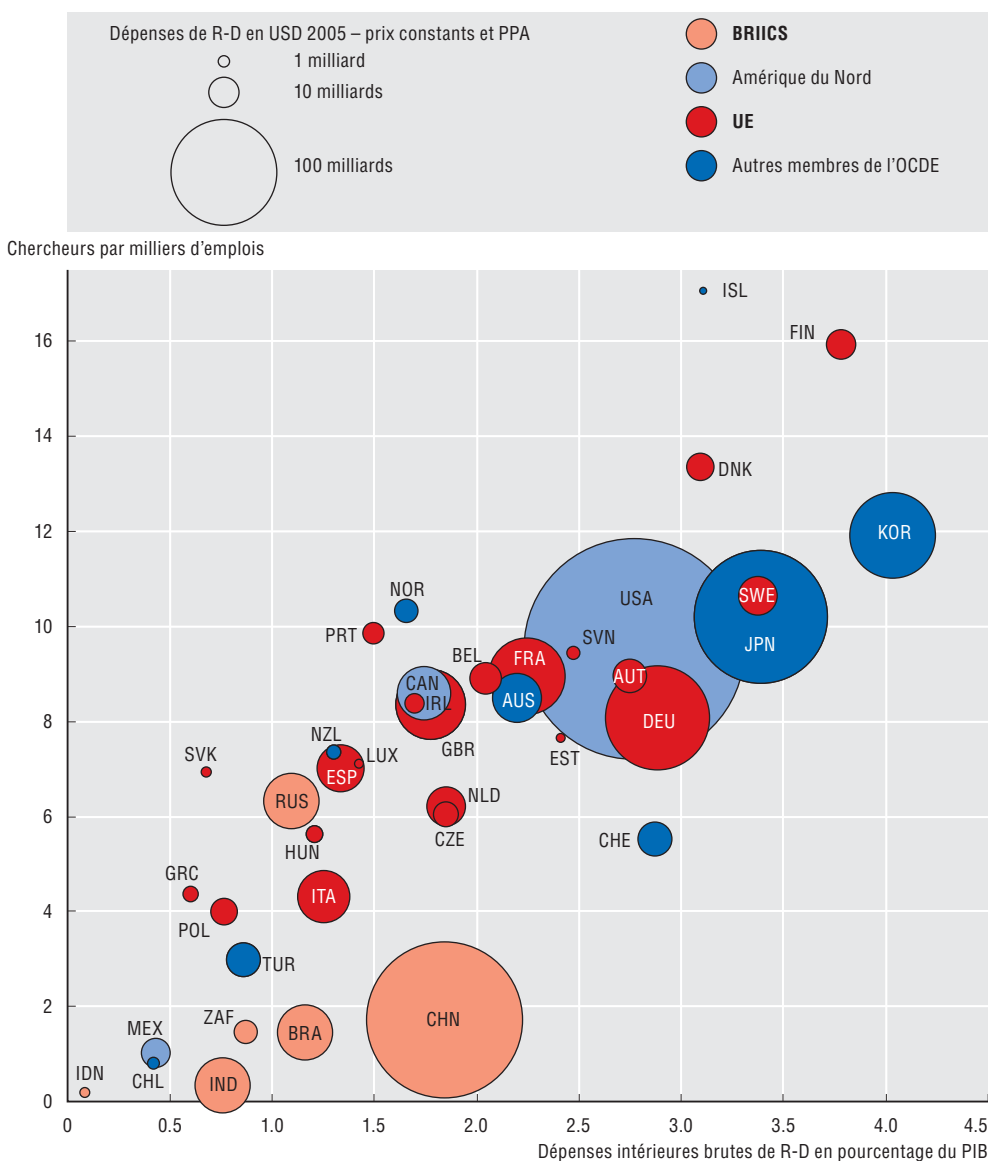 Dépenses de R-D en USD 2005 – prix constants et PPA
1 milliard
10 milliards
100 milliards
BRIICS
Amérique du Nord
UE
Autres membres de l'OCDE
Chercheurs par milliers d'emplois
ISL
FIN
16
14
DNK
12
KOR
USA
NOR
SWE
10
PRT
SVN
JPN
BEL
FRA
AUT
CAN
IRL
AUS
8
DEU
NZL
GBR
SVK
LUX
EST
ESP
RUS
NLD
6
HUN
CZE
CHE
GRC
ITA
4
POL
TUR
2
ZAF
MEX
BRA
CHN
IDN
CHL
IND
0
0 0.5 1.0 1.5 2.0 2.5 3.0 3.5 4.0 4.5
Dépenses intérieures brutes de R-D en pourcentage du PIB